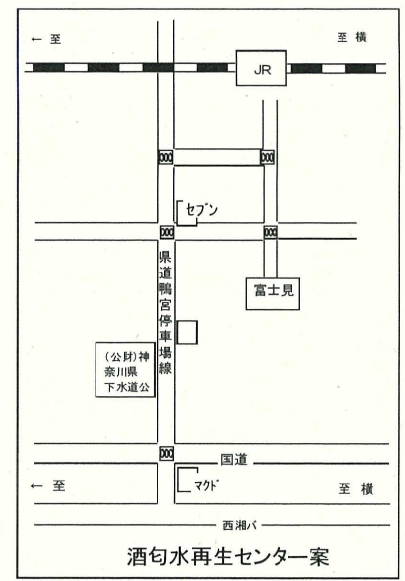 ← 至
至 横
JR
セブン
県道鴨宮停車場線
富士見
(公財)神
奈川県
下水道公
国道
← 至
マクド
至 横
西湘バ
酒匂水再生センター案